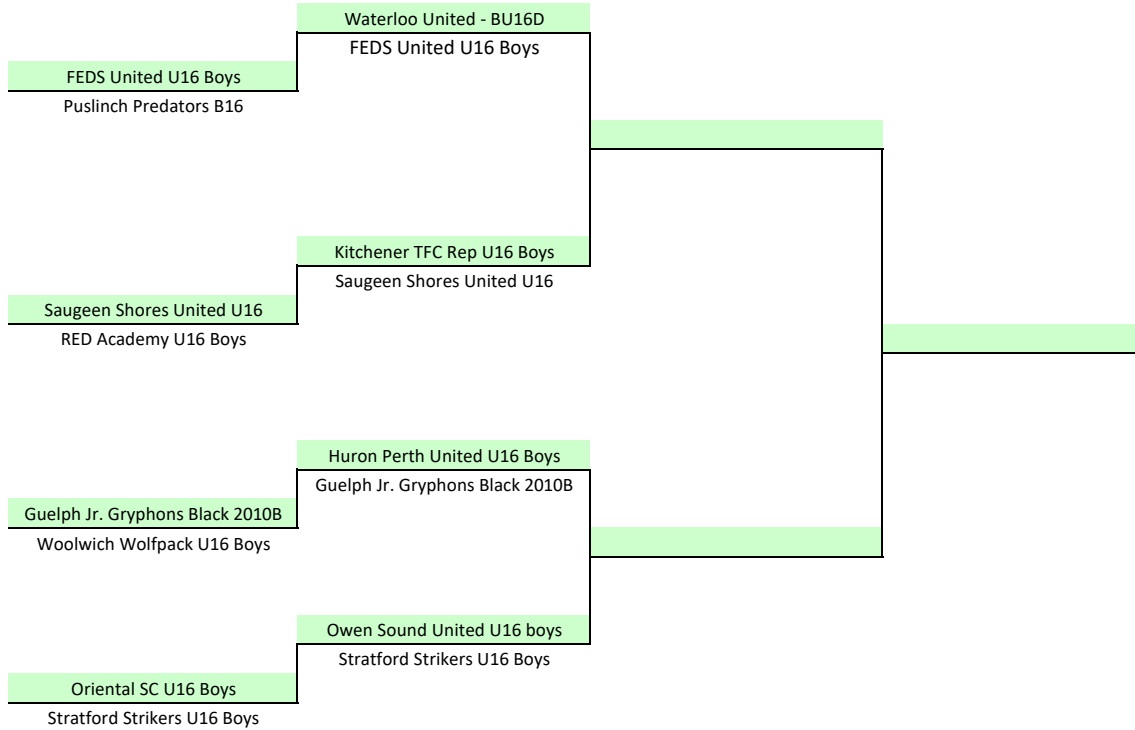 Waterloo United - BU16D
FEDS United U16 Boys
FEDS United U16 Boys
Puslinch Predators B16
Kitchener TFC Rep U16 Boys
Saugeen Shores United U16
Saugeen Shores United U16
RED Academy U16 Boys
Huron Perth United U16 Boys
Guelph Jr. Gryphons Black 2010B
Guelph Jr. Gryphons Black 2010B
Woolwich Wolfpack U16 Boys
Owen Sound United U16 boys
Stratford Strikers U16 Boys
Oriental SC U16 Boys
Stratford Strikers U16 Boys